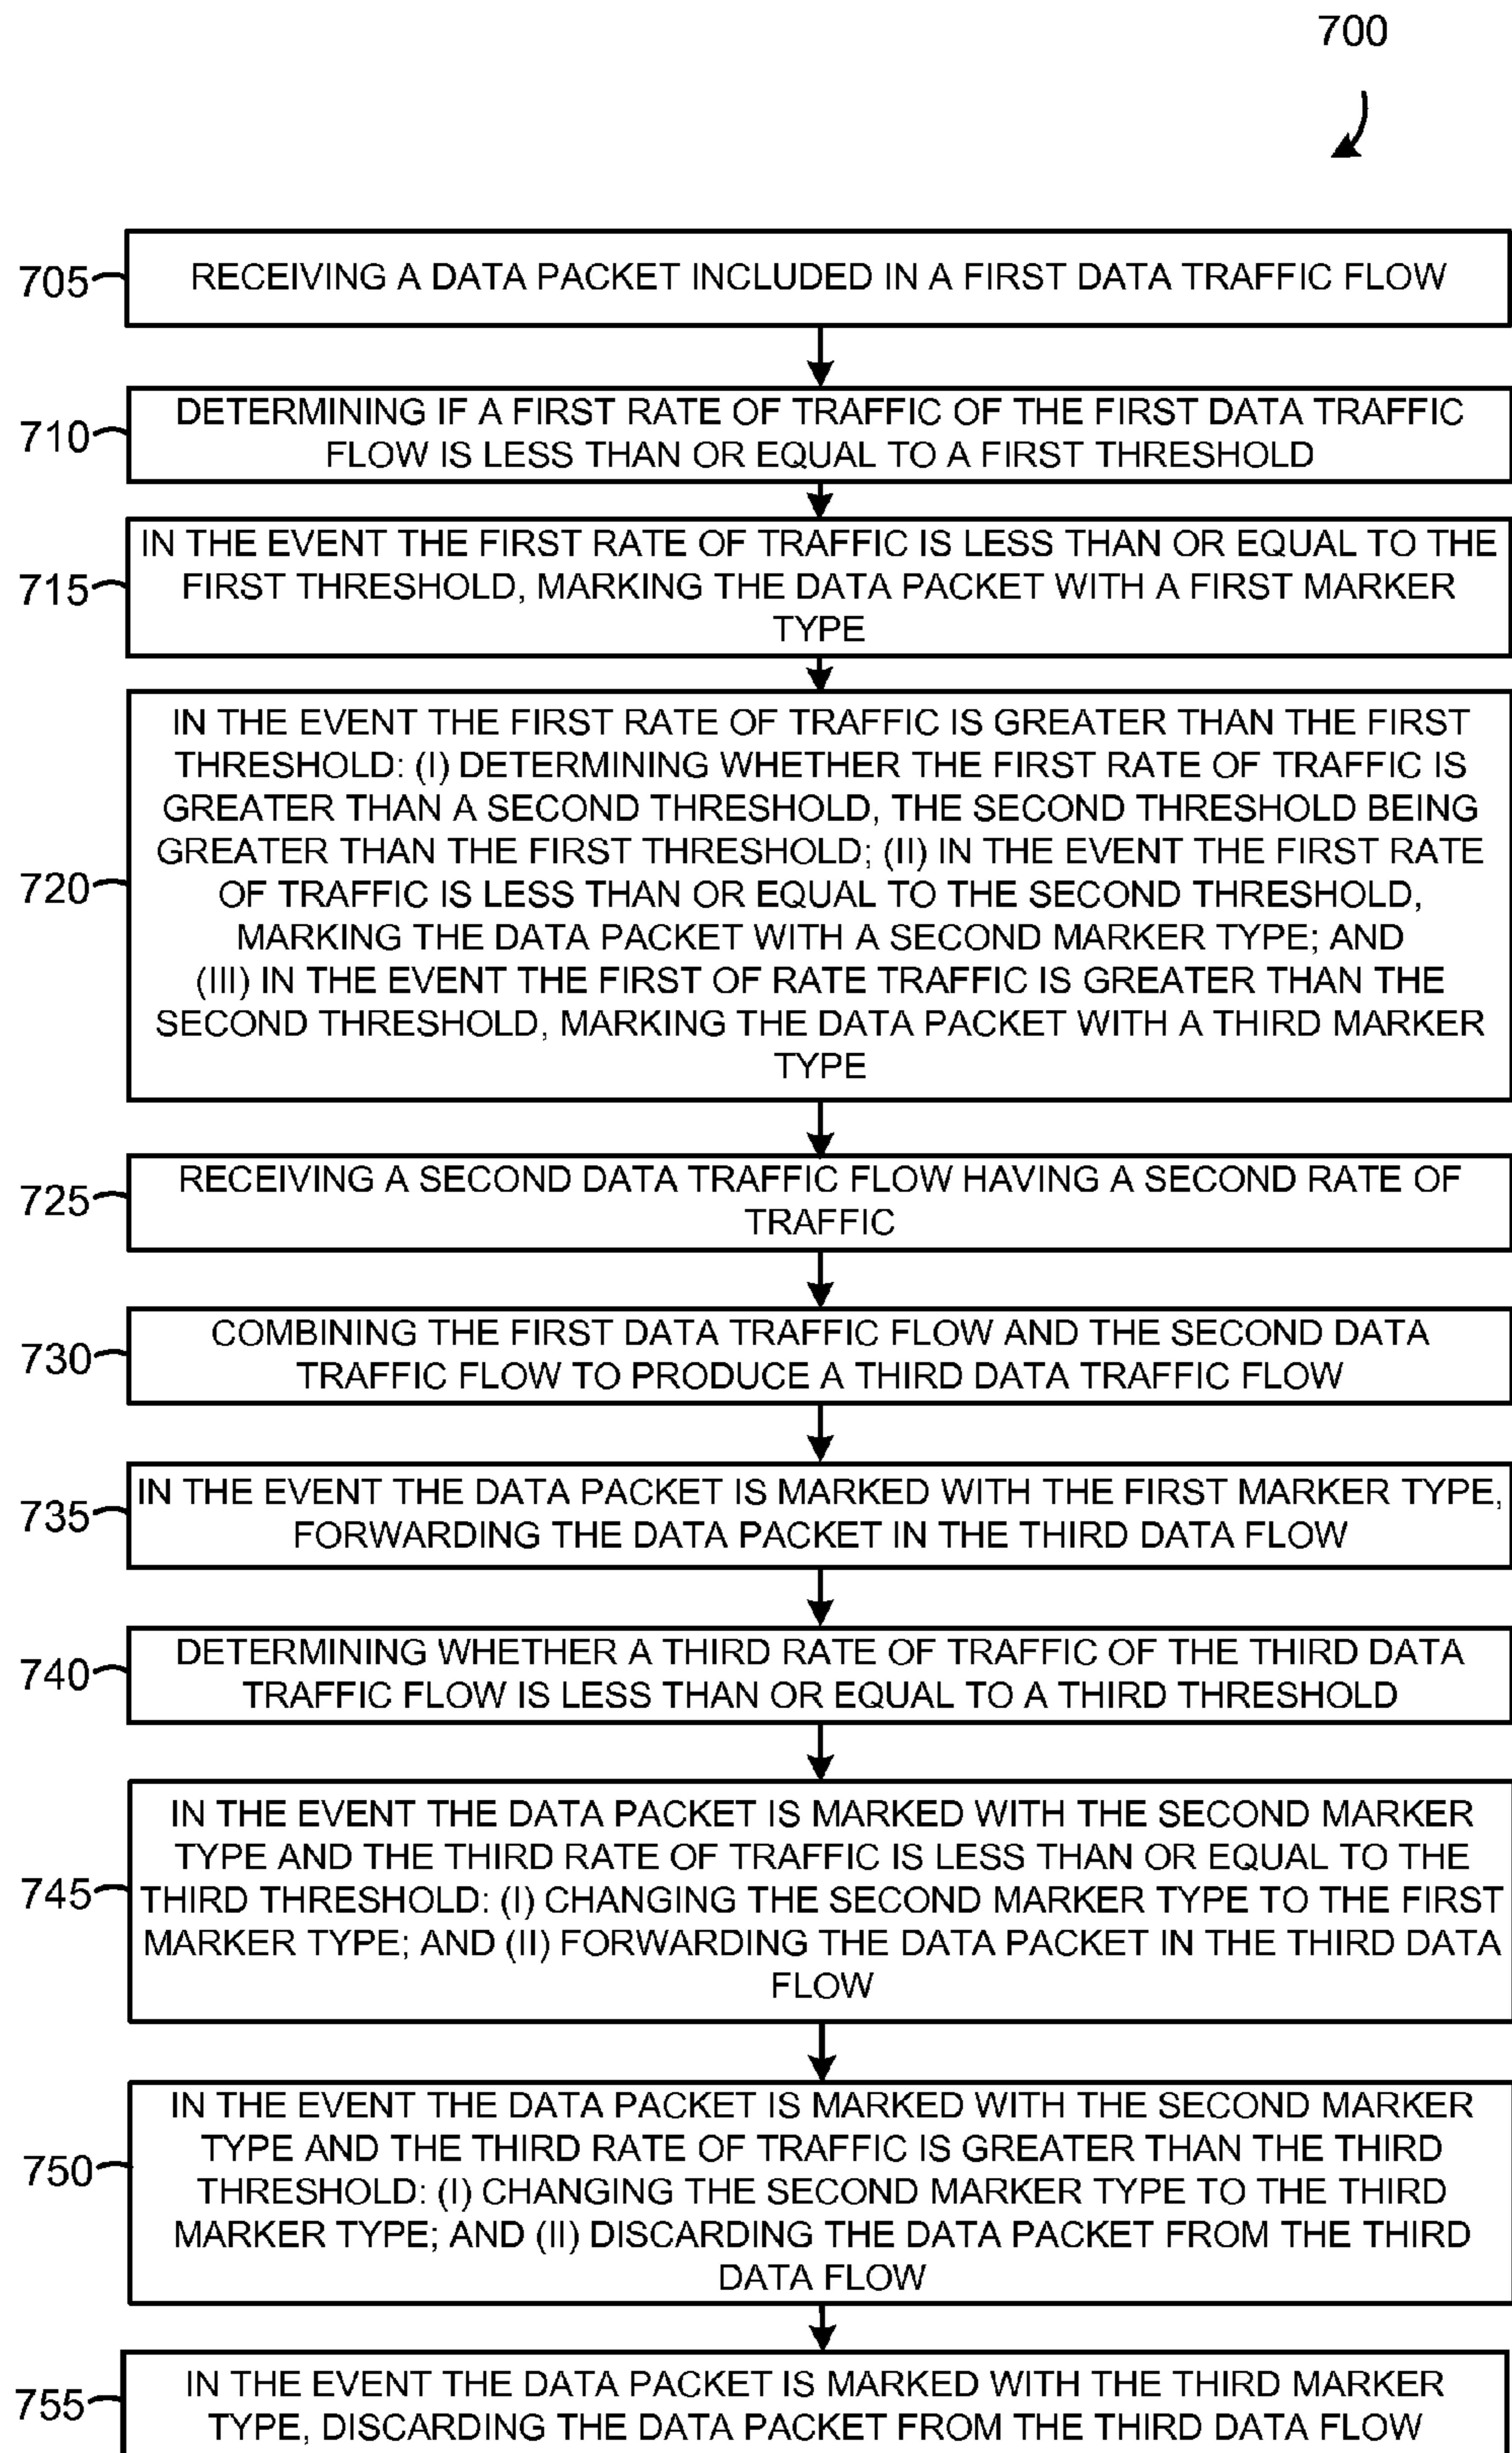 700
705
RECEIVING A DATA PACKET INCLUDED IN A FIRST DATA TRAFFIC FLOW
710
DETERMINING IF A FIRST RATE OF TRAFFIC OF THE FIRST DATA TRAFFIC
FLOW IS LESS THAN OR EQUAL TO A FIRST THRESHOLD
715
IN THE EVENT THE FIRST RATE OF TRAFFIC IS LESS THAN OR EQUAL TO THE
FIRST THRESHOLD, MARKING THE DATA PACKET WITH A FIRST MARKER
TYPE
720
IN THE EVENT THE FIRST RATE OF TRAFFIC IS GREATER THAN THE FIRST
THRESHOLD: (I) DETERMINING WHETHER THE FIRST RATE OF TRAFFIC IS
GREATER THAN A SECOND THRESHOLD, THE SECOND THRESHOLD BEING
GREATER THAN THE FIRST THRESHOLD; (II) IN THE EVENT THE FIRST RATE
OF TRAFFIC IS LESS THAN OR EQUAL TO THE SECOND THRESHOLD,
MARKING THE DATA PACKET WITH A SECOND MARKER TYPE; AND
(III) IN THE EVENT THE FIRST OF RATE TRAFFIC IS GREATER THAN THE
SECOND THRESHOLD, MARKING THE DATA PACKET WITH A THIRD MARKER
TYPE
725
RECEIVING A SECOND DATA TRAFFIC FLOW HAVING A SECOND RATE OF
TRAFFIC
730
COMBINING THE FIRST DATA TRAFFIC FLOW AND THE SECOND DATA
TRAFFIC FLOW TO PRODUCE A THIRD DATA TRAFFIC FLOW
735
IN THE EVENT THE DATA PACKET IS MARKED WITH THE FIRST MARKER TYPE,
FORWARDING THE DATA PACKET IN THE THIRD DATA FLOW
740
DETERMINING WHETHER A THIRD RATE OF TRAFFIC OF THE THIRD DATA
TRAFFIC FLOW IS LESS THAN OR EQUAL TO A THIRD THRESHOLD
745
IN THE EVENT THE DATA PACKET IS MARKED WITH THE SECOND MARKER
TYPE AND THE THIRD RATE OF TRAFFIC IS LESS THAN OR EQUAL TO THE
THIRD THRESHOLD: (I) CHANGING THE SECOND MARKER TYPE TO THE FIRST
MARKER TYPE; AND (II) FORWARDING THE DATA PACKET IN THE THIRD DATA
FLOW
750
IN THE EVENT THE DATA PACKET IS MARKED WITH THE SECOND MARKER
TYPE AND THE THIRD RATE OF TRAFFIC IS GREATER THAN THE THIRD
THRESHOLD: (I) CHANGING THE SECOND MARKER TYPE TO THE THIRD
MARKER TYPE; AND (II) DISCARDING THE DATA PACKET FROM THE THIRD
DATA FLOW
755
IN THE EVENT THE DATA PACKET IS MARKED WITH THE THIRD MARKER
TYPE, DISCARDING THE DATA PACKET FROM THE THIRD DATA FLOW